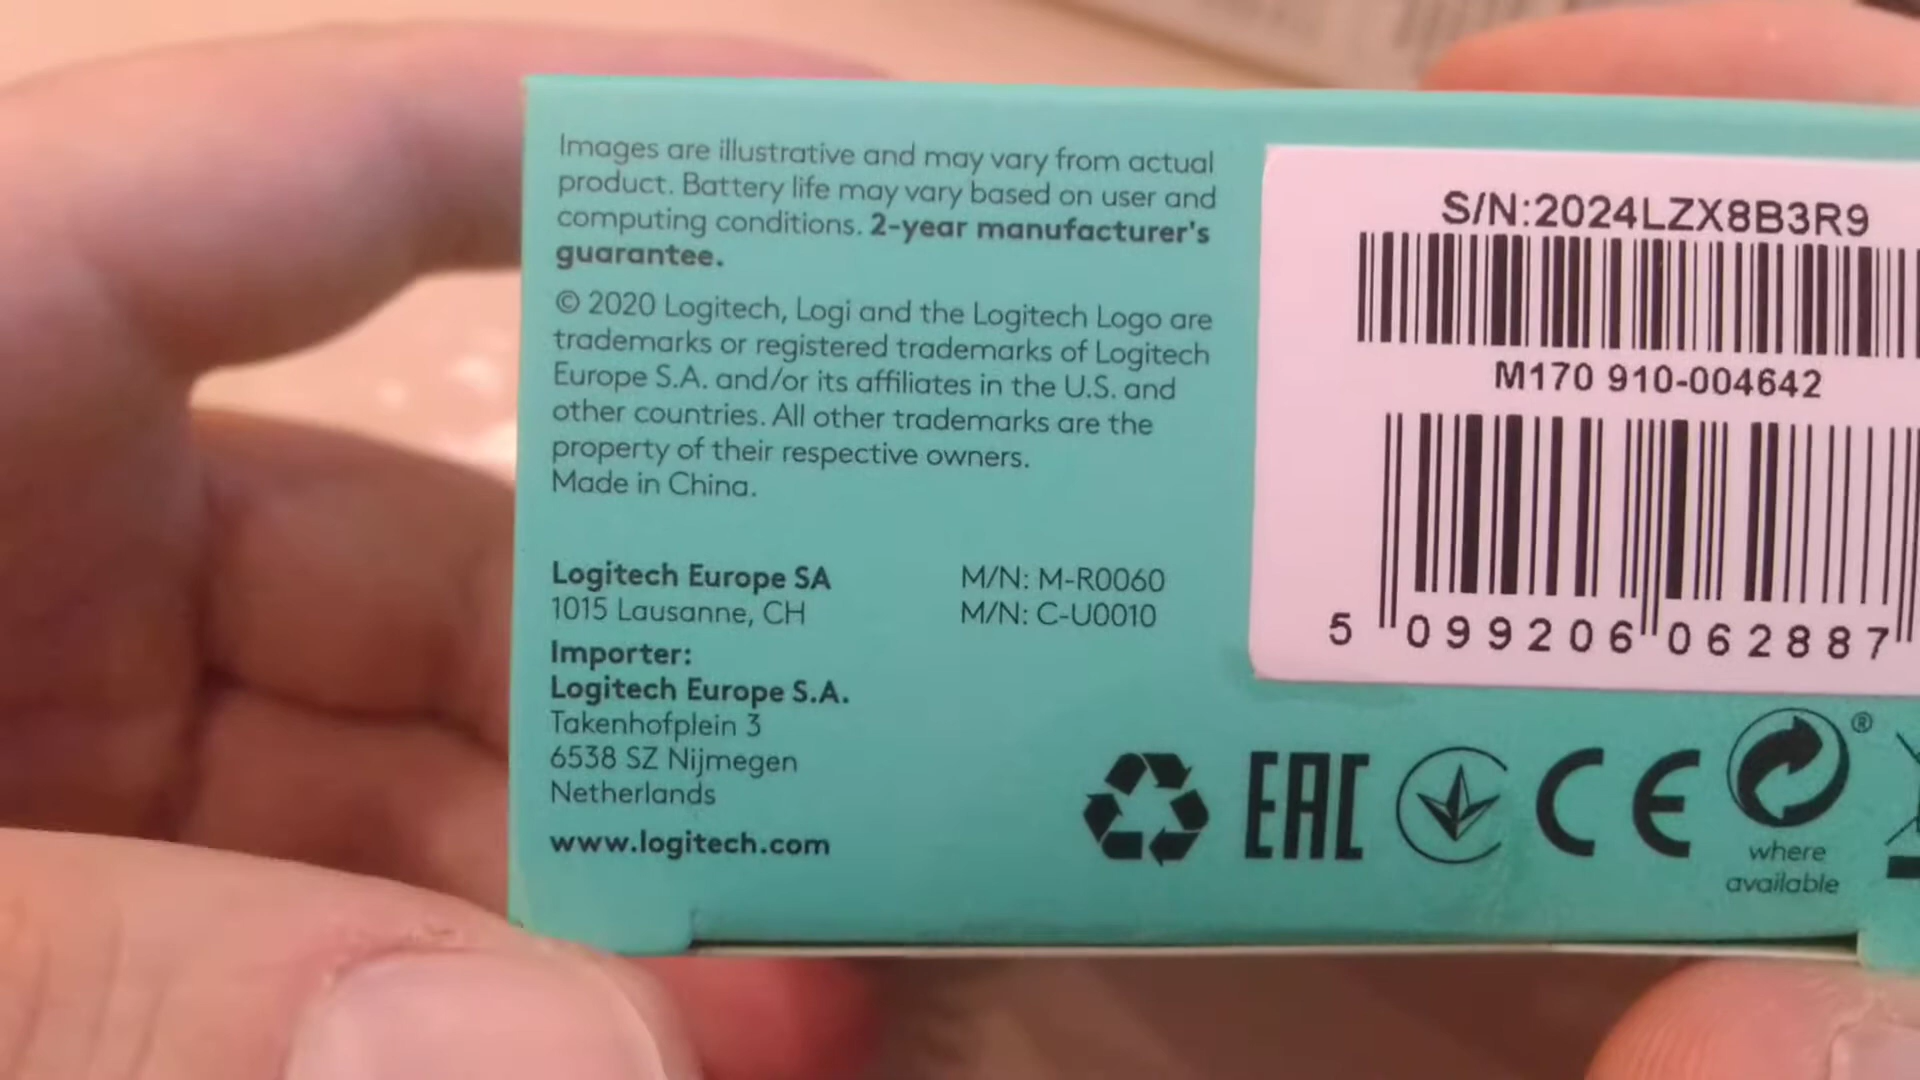 Images are illustrative and may vary from actual
product. Battery life may vary based on user and
computing conditions. 2-year manufacturer's
guarantee.
© 2020 Logitech, Logi and the Logitech Logo are
trademarks or registered trademarks of Logitech
Europe S.A. and/or its affiliates in the U.S. and
other countries. All other trademarks are the
property of their respective owners.
Made in China.
Logitech Europe SA
1015 Lausanne, CH
M/N: M-R0060
M/N: C-U0010
Importer:
Logitech Europe S.A.
Takenhofplein 3
6538 SZ Nijmegen
Netherlands
www.logitech.com
S/N:2024LZX8B3R9
M170 910-004642
5 099206 062887
EAC
CE
®
where
available